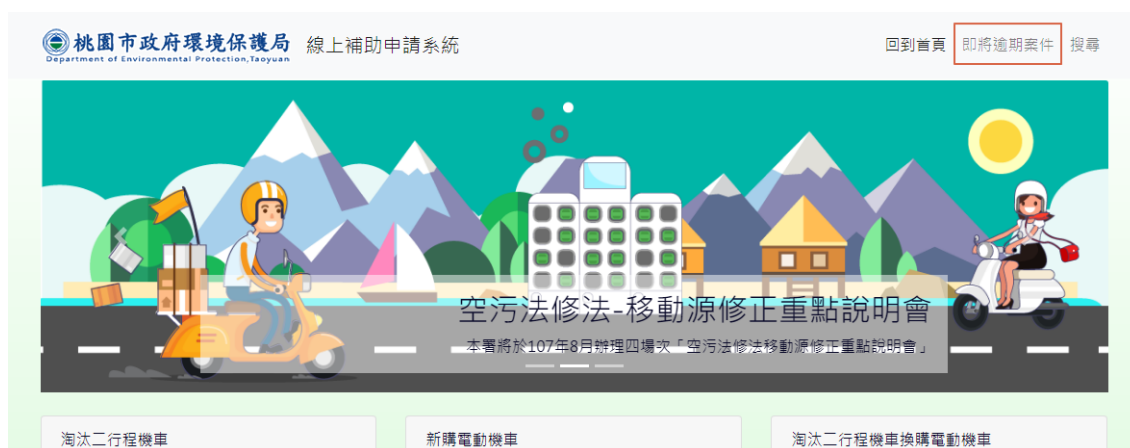 桃園市政府環境保護局 線上補助申請系統 回到首頁 即將逾期案件 搜尋
Department of Environmental Protection,Taoyuan
空污法修法-移動源修正重點說明會
本署將於107年8月辦理四場次「空污法修法移動源修正重點說明會」
淘汰二行程機車 新購電動機車 淘汰二行程機車換購電動機車